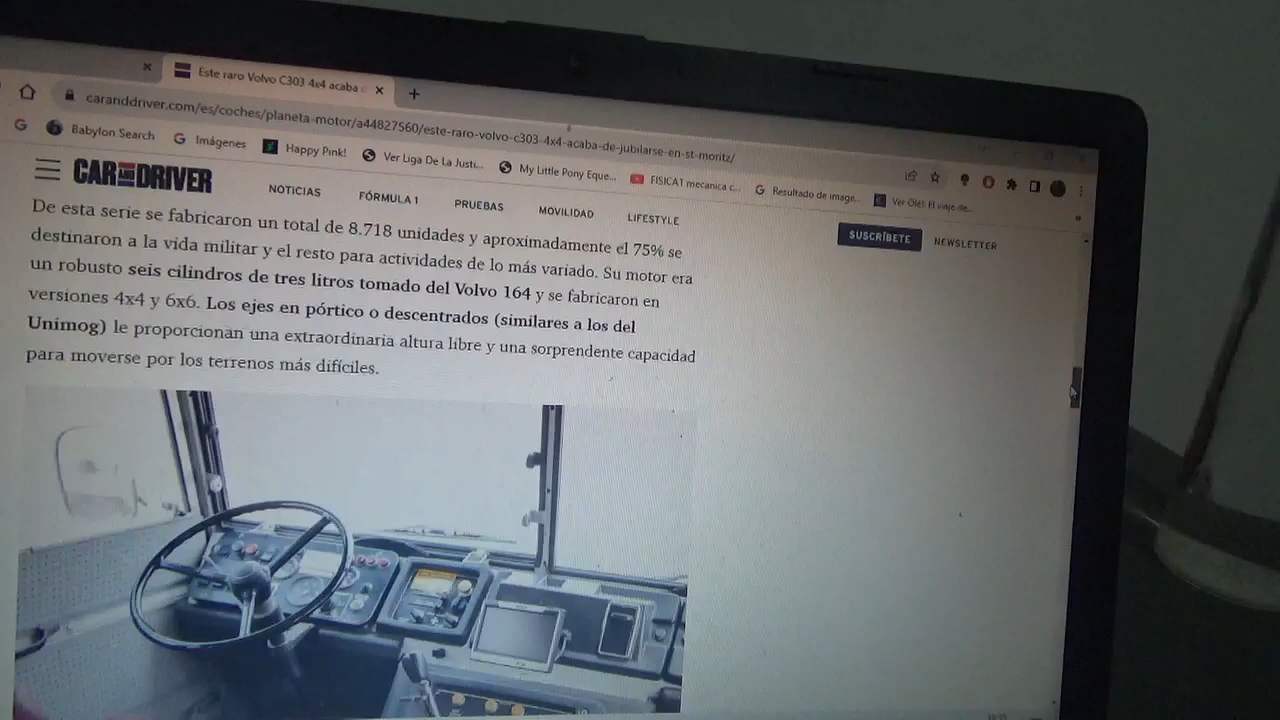 Este raro Volvo C303 4x4 acaba
caranddriver.com/es/coches/planeta-motor/a44827560/este-raro-volvo-c303-4x4-acaba-de-jubilarse-en-st-moritz/
Babylon Search Imágenes Happy Pink! Ver Liga De La Justi... My Little Pony Eque... FISICA1 mecanica c... Resultado de image... Ver Olé! El viaje de...
CAR AND DRIVER NOTICIAS FÓRMULA 1 PRUEBAS MOVILIDAD LIFESTYLE SUSCRÍBETE NEWSLETTER
De esta serie se fabricaron un total de 8.718 unidades y aproximadamente el 75% se
destinaron a la vida militar y el resto para actividades de lo más variado. Su motor era
un robusto seis cilindros de tres litros tomado del Volvo 164 y se fabricaron en
versiones 4x4 y 6x6. Los ejes en pórtico o descentrados (similares a los del
Unimog) le proporcionan una extraordinaria altura libre y una sorprendente capacidad
para moverse por los terrenos más difíciles.